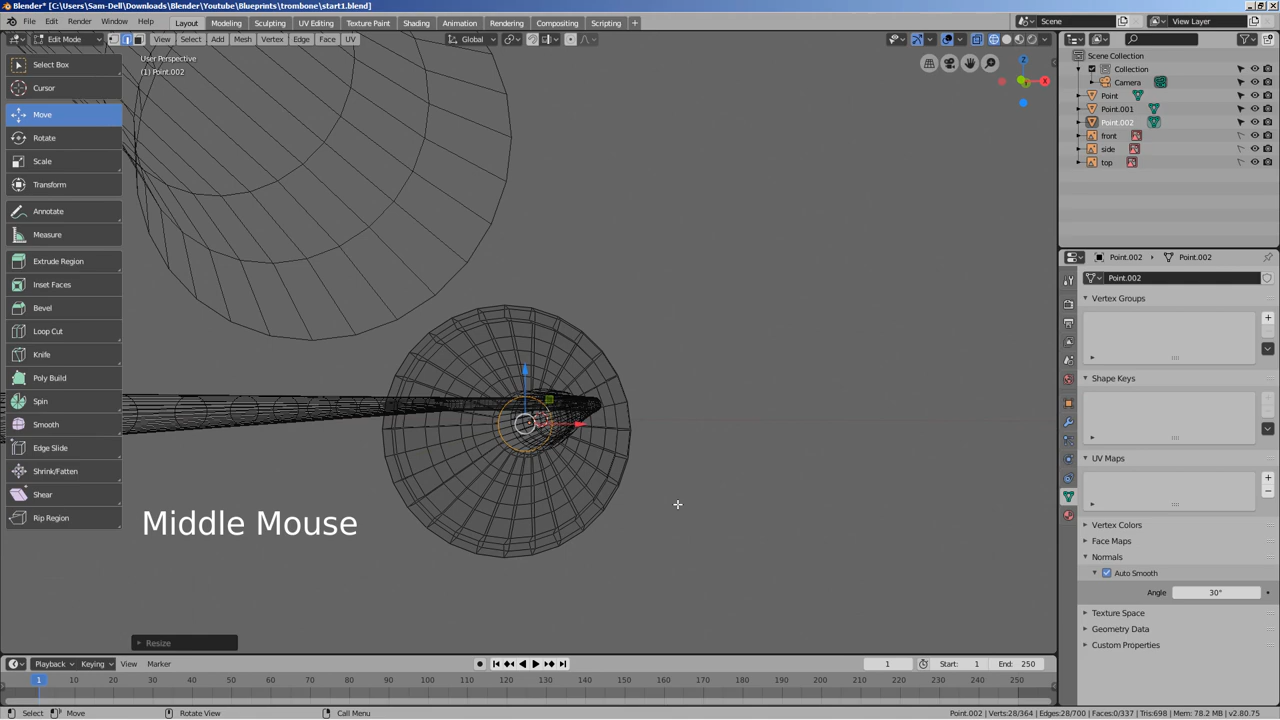 Blender* [C:\Users\Sam-Dell\Downloads\Blender\Youtube\Blueprints\trombone\start1.blend]
File Edit Render Window Help
Layout Modeling Sculpting UV Editing Texture Paint Shading Animation Rendering Compositing Scripting
Scene
View Layer
Edit Mode
View Select Add Mesh Vertex Edge Face UV
Global
User Perspective
(1) Point.002
Select Box
Cursor
Move
Rotate
Scale
Transform
Annotate
Measure
Extrude Region
Inset Faces
Bevel
Loop Cut
Knife
Poly Build
Spin
Smooth
Edge Slide
Shrink/Fatten
Shear
Rip Region
Middle Mouse
Resize
Z
X
Scene Collection
Collection
Camera
Point
Point.001
Point.002
front
side
top
Point.002 Point.002
Point.002
Vertex Groups
Shape Keys
UV Maps
Vertex Colors
Face Maps
Normals
Auto Smooth
Angle 30°
Texture Space
Geometry Data
Custom Properties
Playback Keying View Marker
1 Start: 1 End: 250
1 10 20 30 40 50 60 70 80 90 100 110 120 130 140 150 160 170 180 190 200 210 220 230 240 250
Select Move Rotate View Call Menu
Point.002 | Verts:28/364 | Edges:28/700 | Faces:0/337 | Tris:698 | Mem: 78.2 MB | v2.80.75